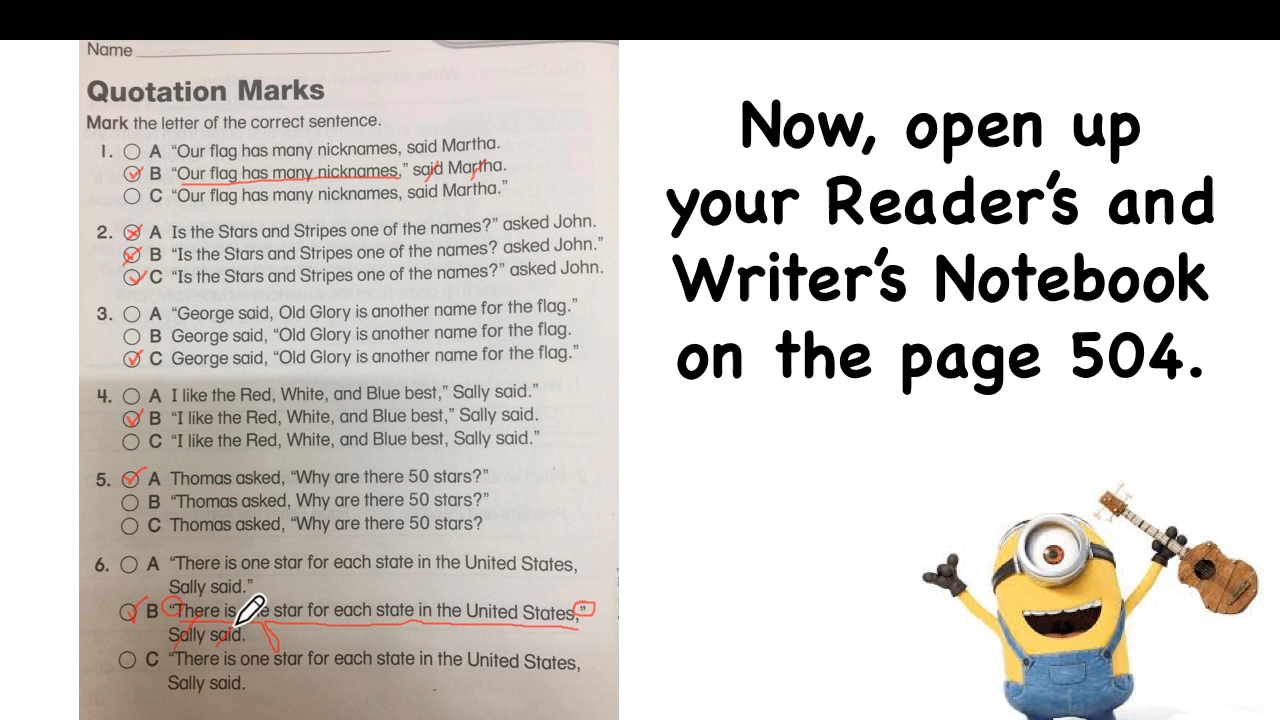 Name
Quotation Marks
Mark the letter of the correct sentence.
1. A “Our flag has many nicknames, said Martha.
B “Our flag has many nicknames,” said Martha.
C “Our flag has many nicknames, said Martha.”
2. A Is the Stars and Stripes one of the names?” asked John.
B “Is the Stars and Stripes one of the names? asked John.”
C “Is the Stars and Stripes one of the names?” asked John.
3. A “George said, Old Glory is another name for the flag.”
B George said, “Old Glory is another name for the flag.
C George said, “Old Glory is another name for the flag.”
4. A I like the Red, White, and Blue best,” Sally said.”
B “I like the Red, White, and Blue best,” Sally said.
C “I like the Red, White, and Blue best, Sally said.”
5. A Thomas asked, “Why are there 50 stars?”
B “Thomas asked, Why are there 50 stars?”
C Thomas asked, “Why are there 50 stars?
6. A “There is one star for each state in the United States,
Sally said.”
B “There is star for each state in the United States,”
Sally said.
C “There is one star for each state in the United States,
Sally said.
Now, open up
your Reader’s and
Writer’s Notebook
on the page 504.